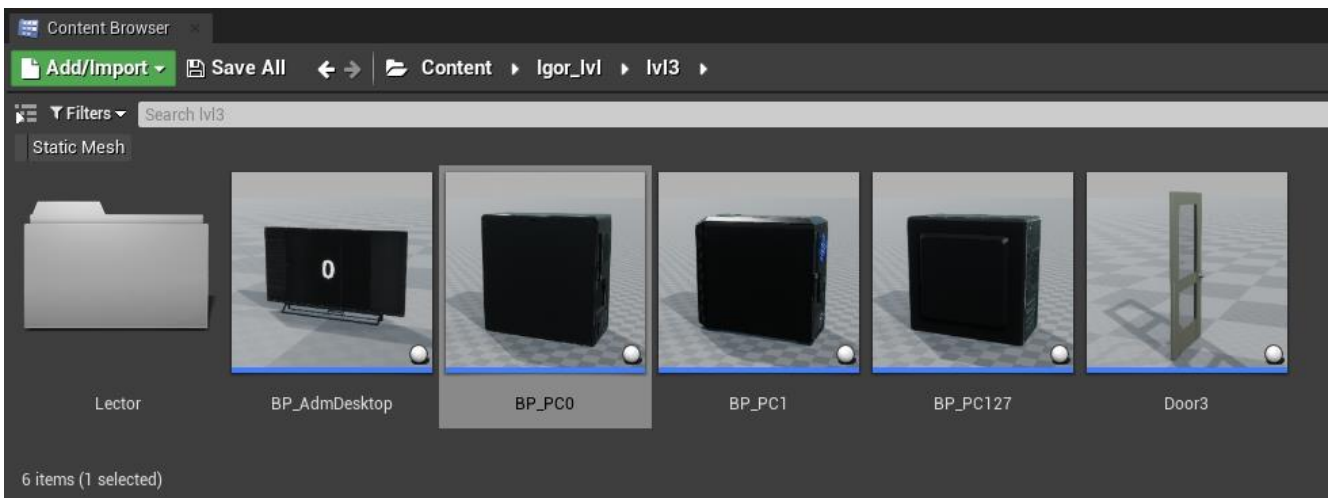 Content Browser
Add/Import Save All Content Igor_lvl lvl3
Filters Search lvl3
Static Mesh
0
Lector BP_AdmDesktop BP_PC0 BP_PC1 BP_PC127 Door3
6 items (1 selected)